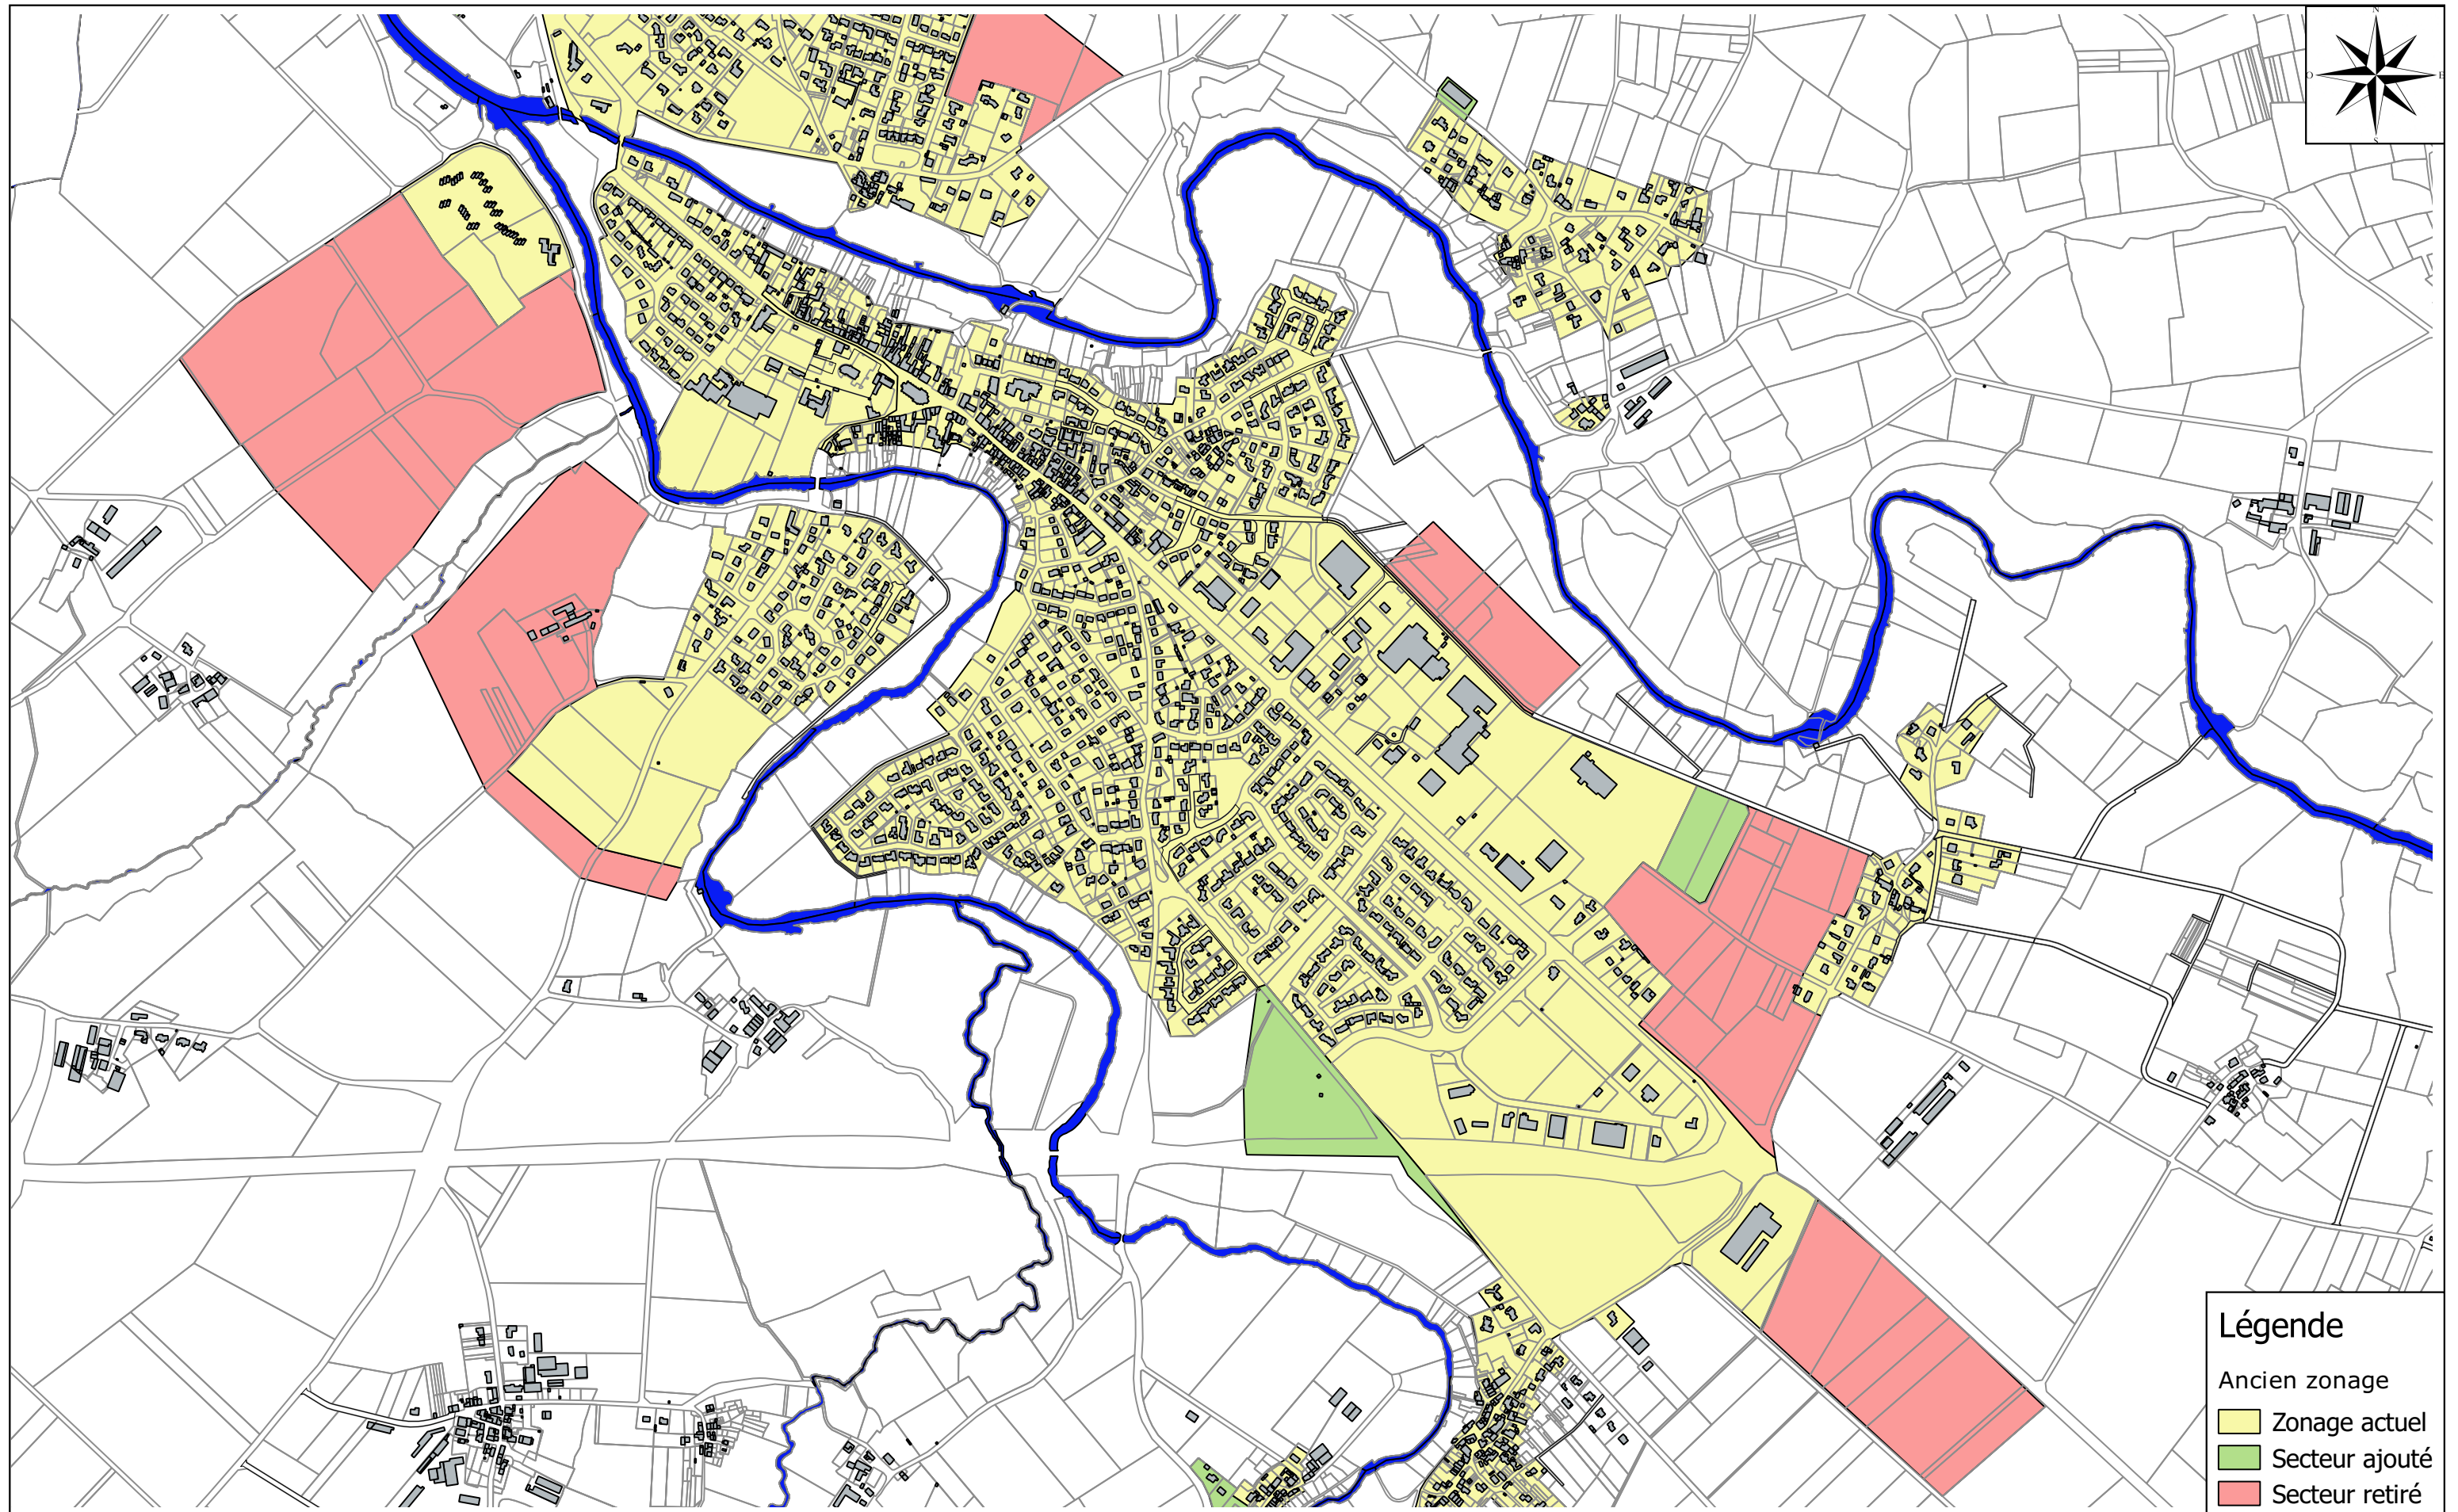 N
O
E
S
Légende
Ancien zonage
Zonage actuel
Secteur ajouté
Secteur retiré